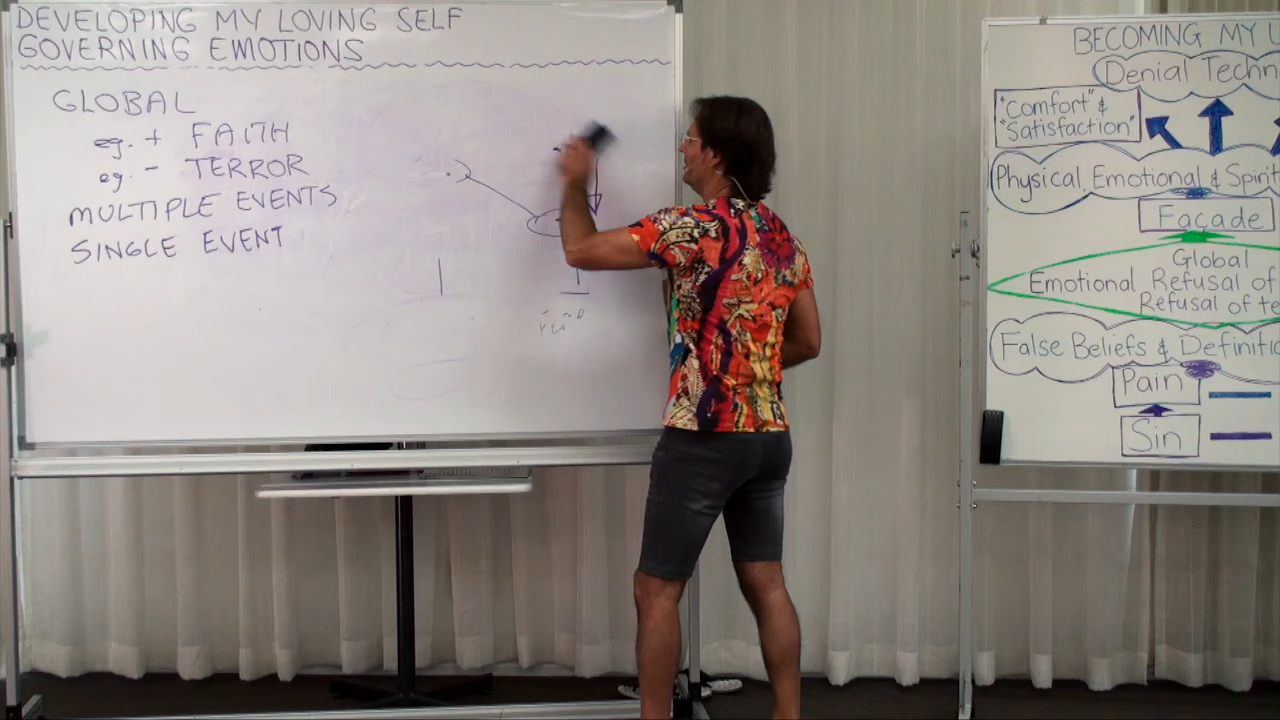 DEVELOPING MY LOVING SELF
GOVERNING EMOTIONS
GLOBAL
eg. + FAITH
eg. - TERROR
MULTIPLE EVENTS
SINGLE EVENT
BECOMING MY
Denial Techn
"Comfort" &
"Satisfaction"
Physical, Emotional & Spirit
Façade
Global
Emotional Refusal of
Refusal of te
False Beliefs & Definiti
Pain
Sin